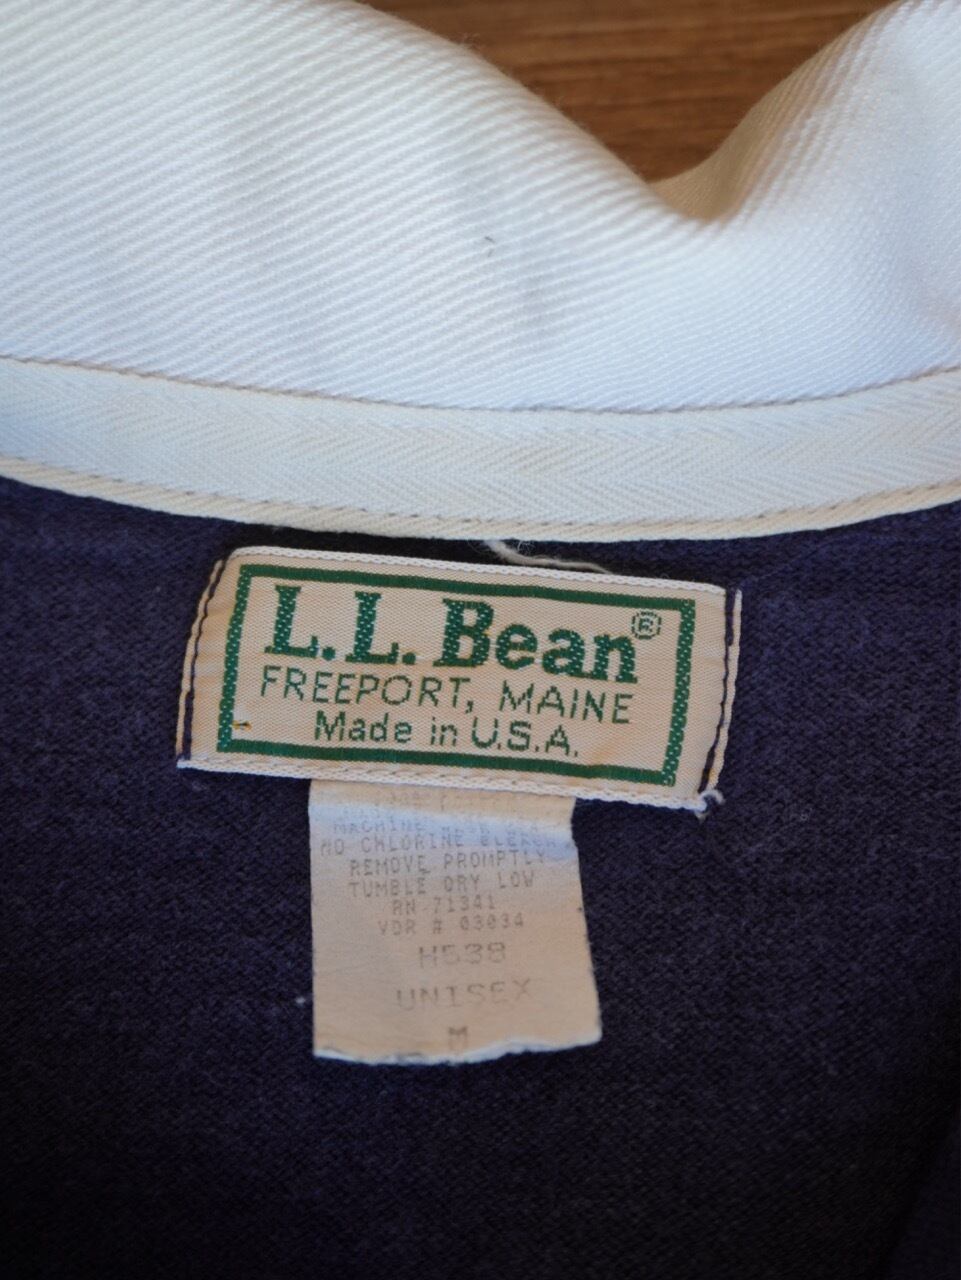 L.L.Bean®
FREEPORT, MAINE
Made in U.S.A.
MACHINE
NO CHLORINE BLEACH
REMOVE PROMPTLY
TUMBLE DRY LOW
RN 71341
VDR # 03034
H538
UNISEX
M